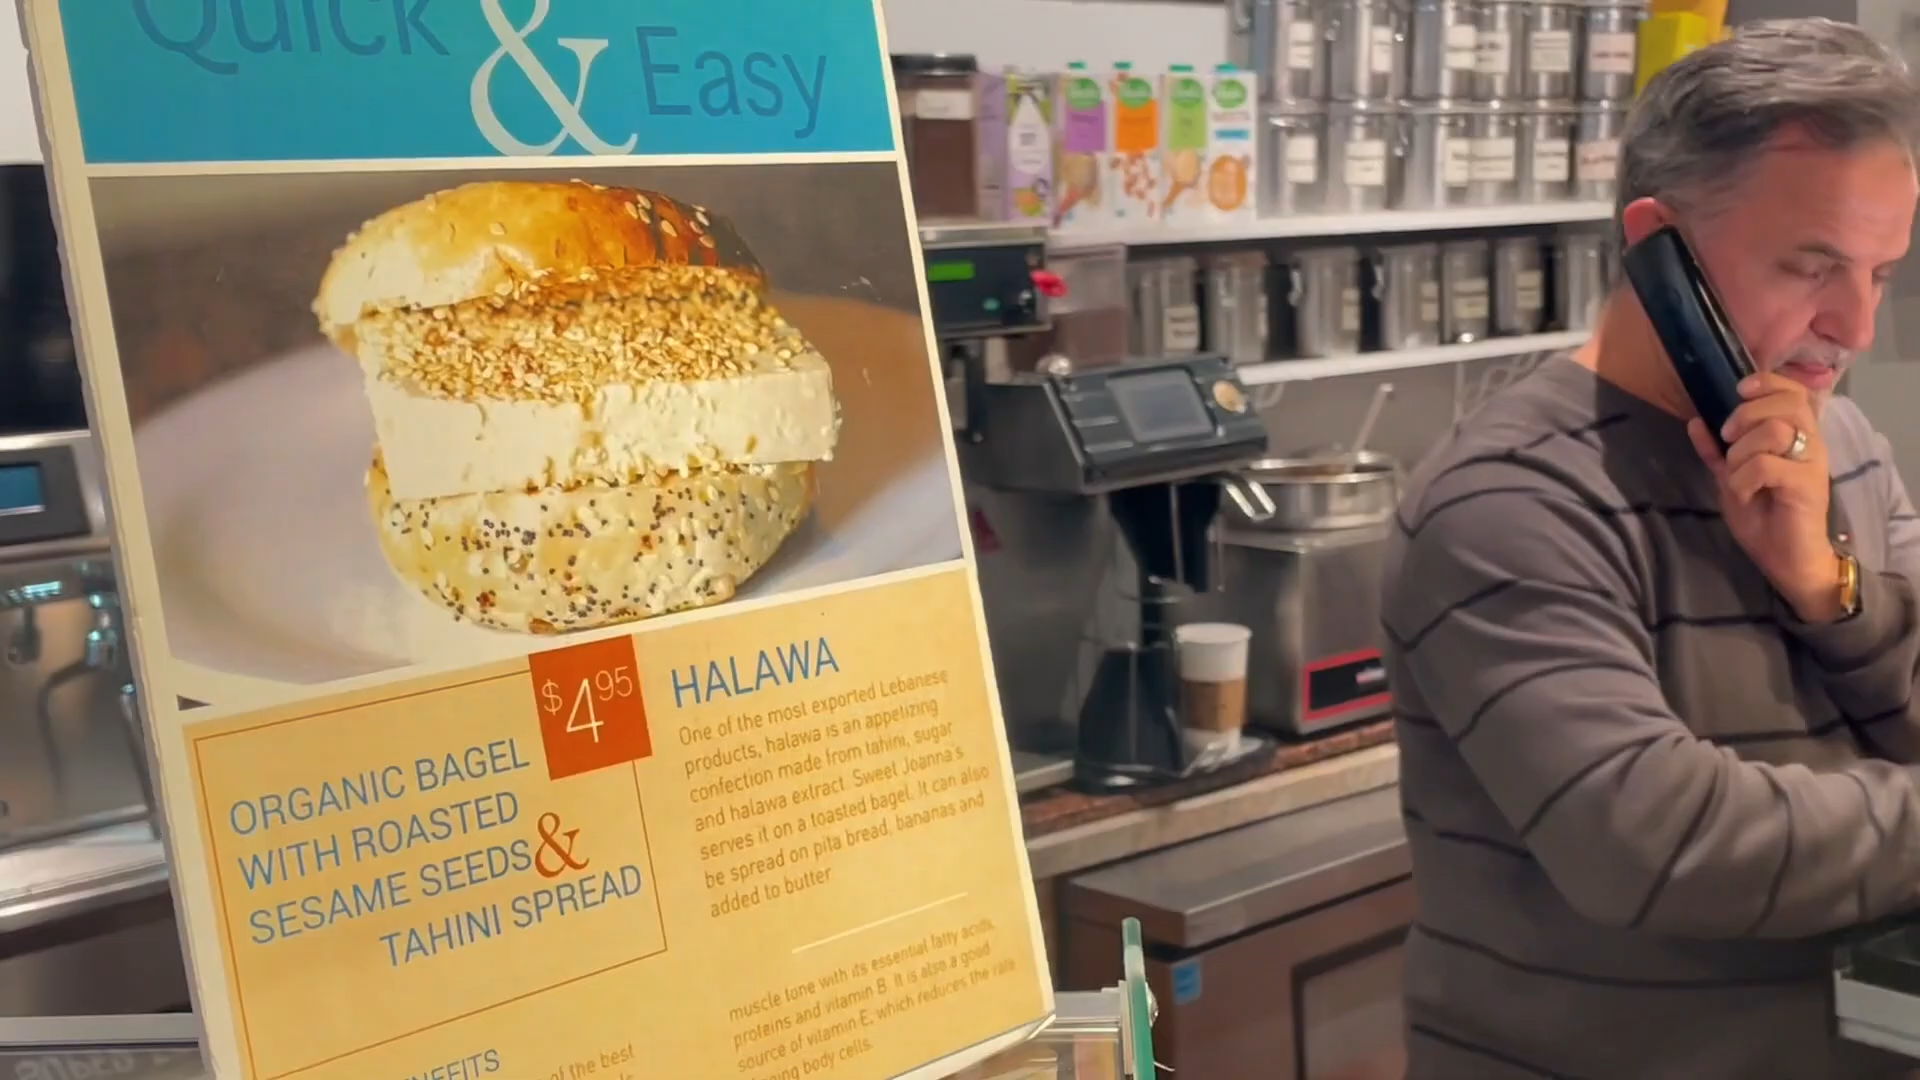 Quick & Easy
$4 95
ORGANIC BAGEL
WITH ROASTED
SESAME SEEDS &
TAHINI SPREAD
HALAWA
One of the most exported Lebanese
products, halawa is an appetizing
confection made from tahini, sugar
and halawa extract. Sweet Joanna's
serves it on a toasted bagel. It can also
be spread on pita bread, bananas and
added to butter
muscle tone with its essential fatty acids,
proteins and vitamin B. It is also a good
source of vitamin E, which reduces the rate
body cells.
of the best